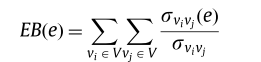 EB(e) = ∑_{v_i ∈ V} ∑_{v_j ∈ V} σ_{v_i v_j}(e) / σ_{v_i v_j}